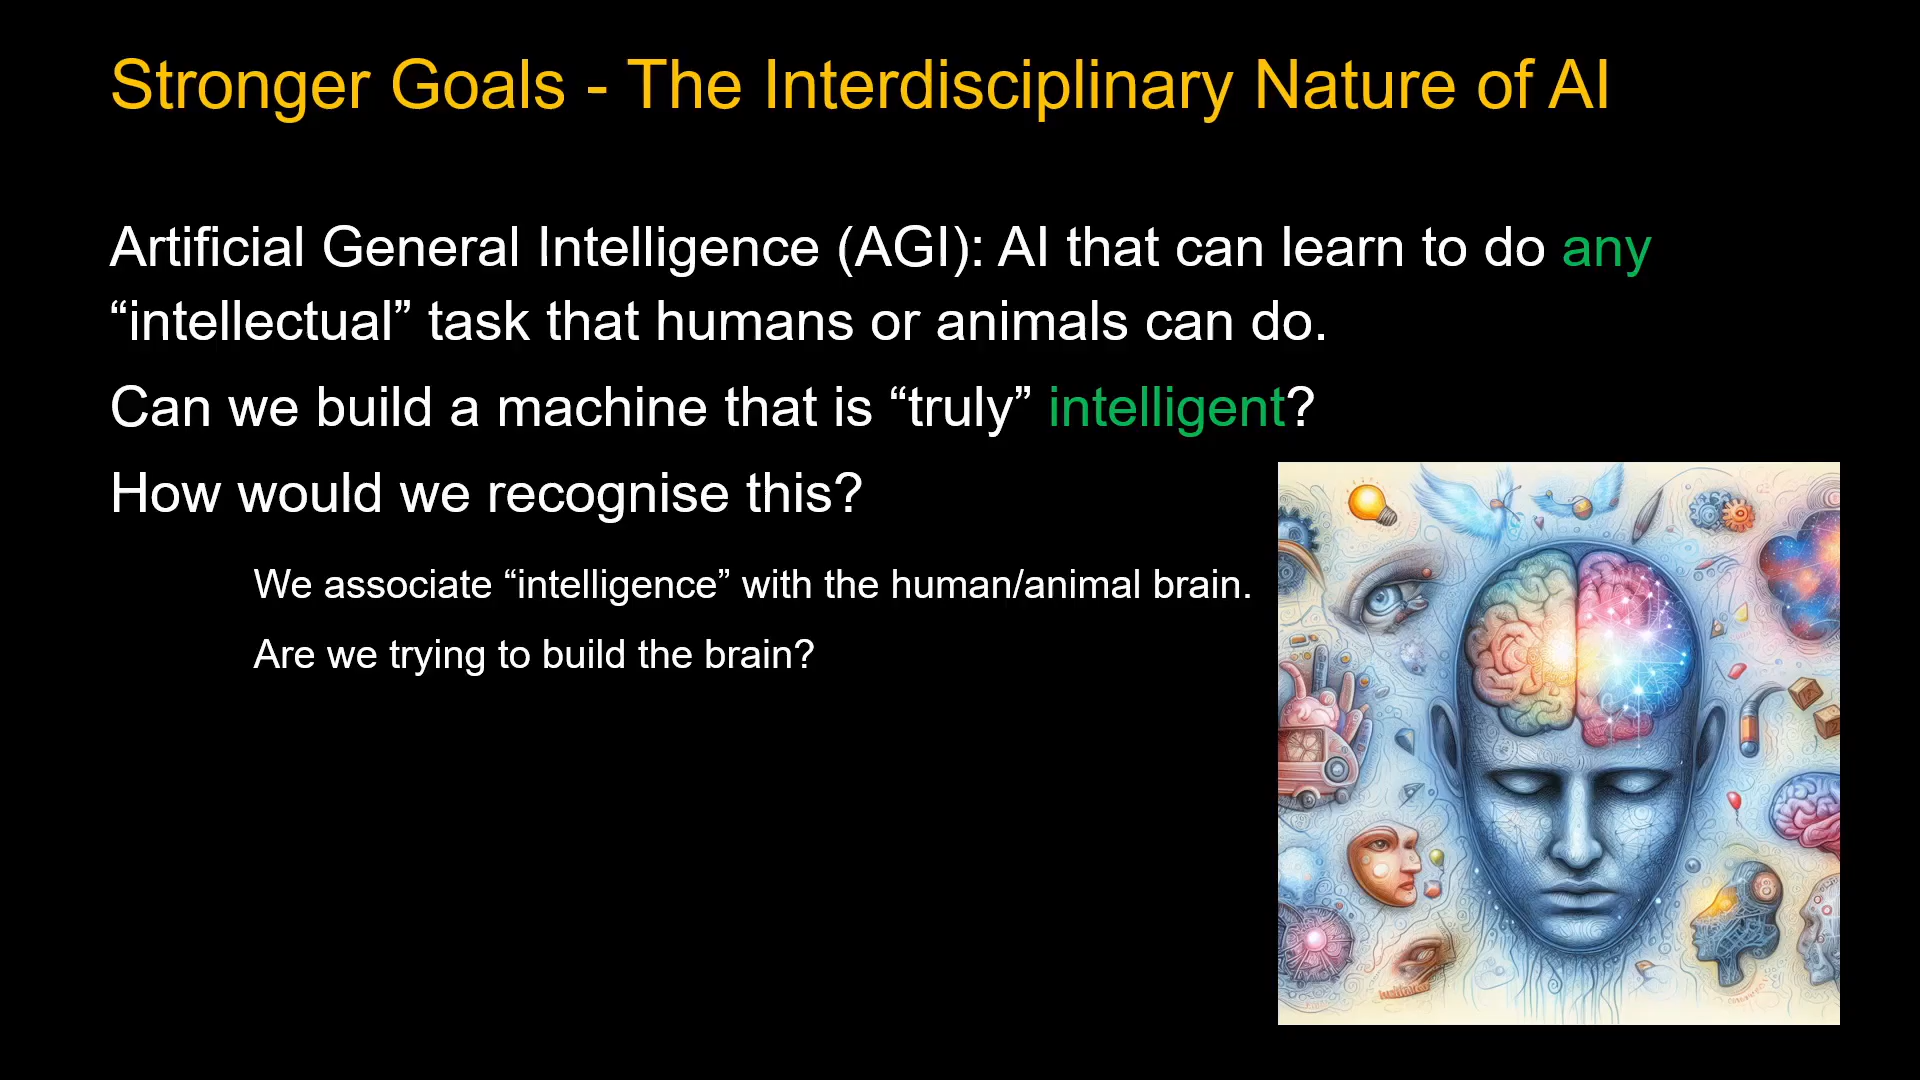 Stronger Goals - The Interdisciplinary Nature of AI
Artificial General Intelligence (AGI): AI that can learn to do any
“intellectual” task that humans or animals can do.
Can we build a machine that is “truly” intelligent?
How would we recognise this?
We associate “intelligence” with the human/animal brain.
Are we trying to build the brain?